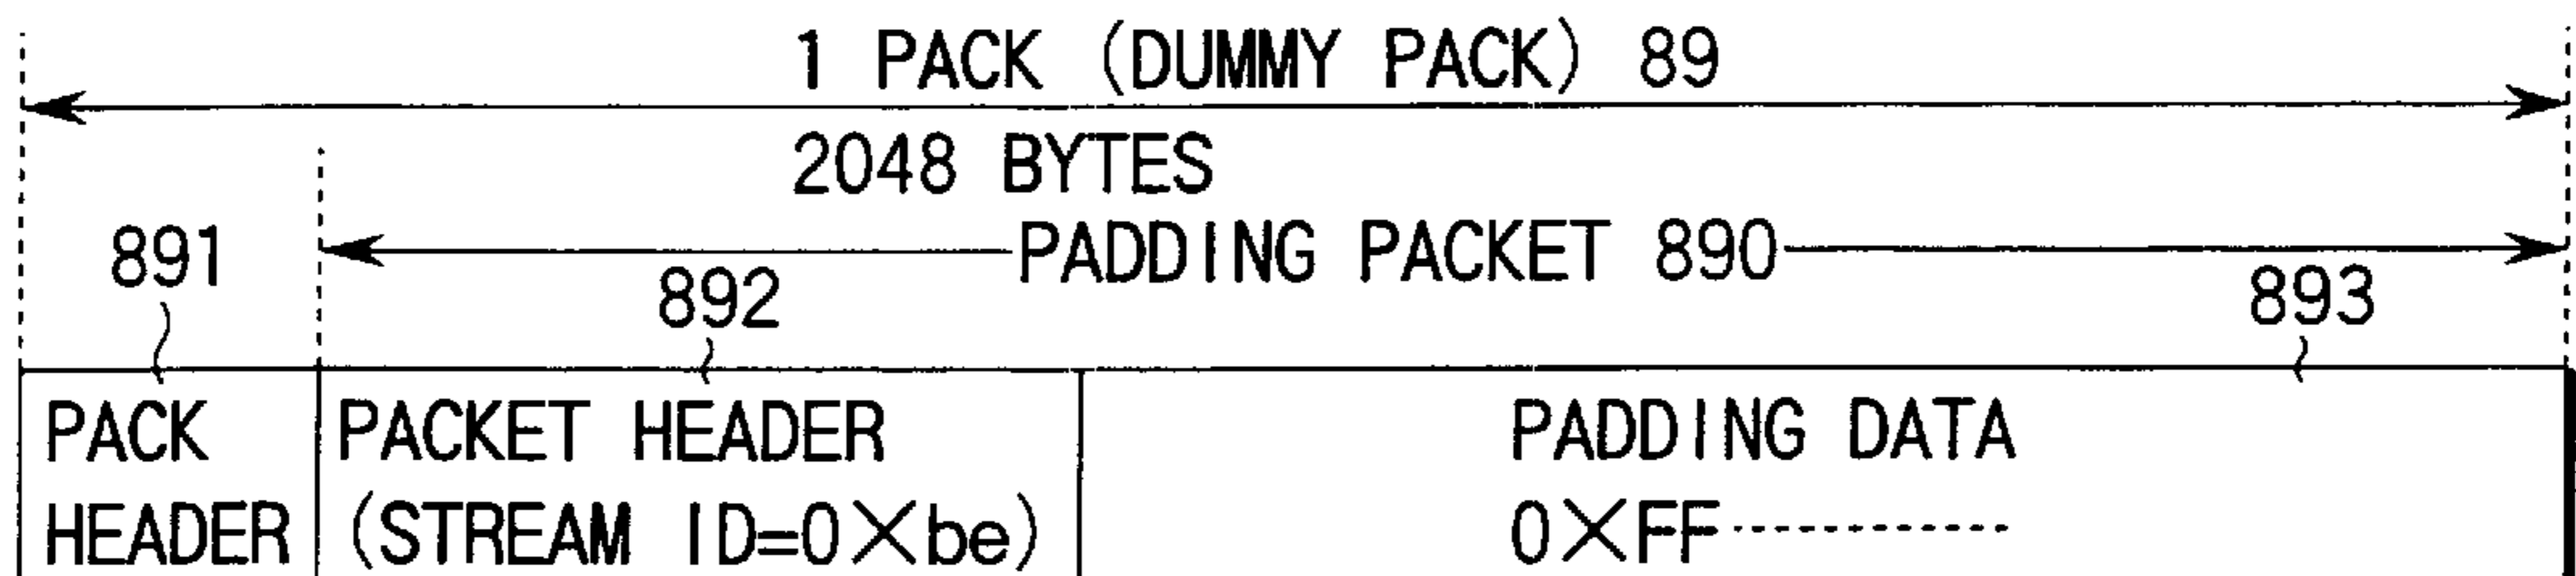 1 PACK (DUMMY PACK) 89
2048 BYTES
PADDING PACKET 890
891
892
893
PACK
HEADER
PACKET HEADER
(STREAM ID=0×be)
PADDING DATA
0×FF